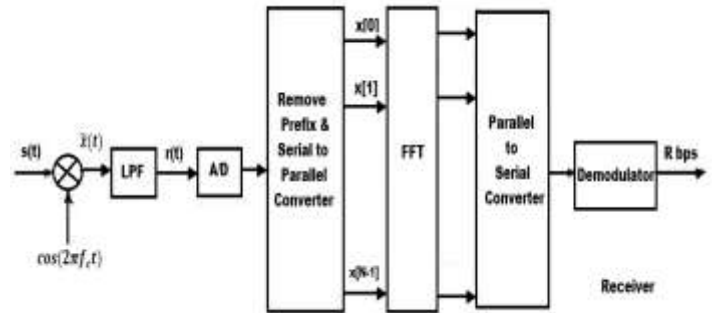 s(t)
x̃(t)
cos(2πf_c t)
LPF
r(t)
A/D
Remove
Prefix &
Serial to
Parallel
Converter
x[0]
x[1]
x[N-1]
FFT
Parallel
to
Serial
Converter
Demodulator
R bps
Receiver